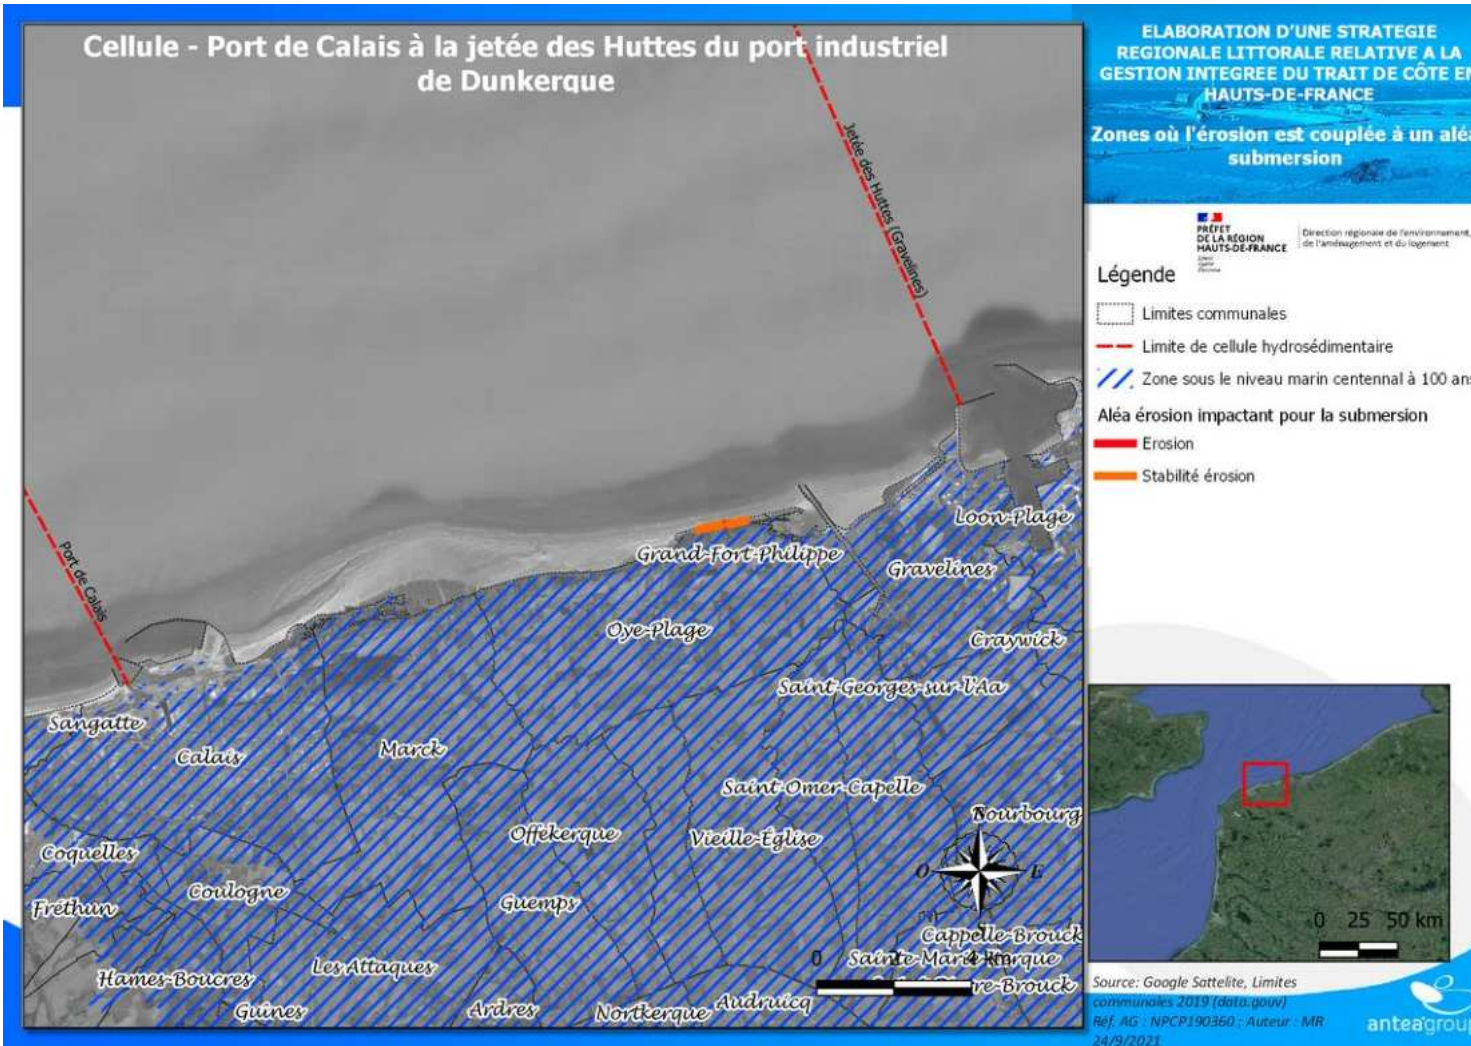 Cellule - Port de Calais à la jetée des Huttes du port industriel
de Dunkerque
Jetée des Huttes (Gravelines)
Port de Calais
Loon-Plage
Grand-Fort-Philippe
Gravelines
Oye-Plage
Craywick
Saint-Georges-sur-l'Aa
Sangatte
Calais
Marck
Saint-Omer-Capelle
Bourbourg
Offekerque
Vieille-Église
Coquelles
Coulogne
Fréthun
Guemps
O
E
S
Cappelle-Brouck
Les Attaques
Hames-Boucres
Guînes
Ardres
Nortkerque
Audruicq
0 2 4 km
ELABORATION D'UNE STRATEGIE
REGIONALE LITTORALE RELATIVE A LA
GESTION INTEGREE DU TRAIT DE CÔTE EN
HAUTS-DE-FRANCE
Zones où l'érosion est couplée à un aléa
submersion
PRÉFET
DE LA RÉGION
HAUTS-DE-FRANCE
Direction régionale de l'environnement,
de l'aménagement et du logement
Légende
Limites communales
Limite de cellule hydrosédimentaire
Zone sous le niveau marin centennal à 100 ans
Aléa érosion impactant pour la submersion
Erosion
Stabilité érosion
0 25 50 km
Source: Google Sattelite, Limites
communales 2019 (data.gouv)
Réf. AG : NPCP190360 ; Auteur : MR
24/9/2021
anteagroup